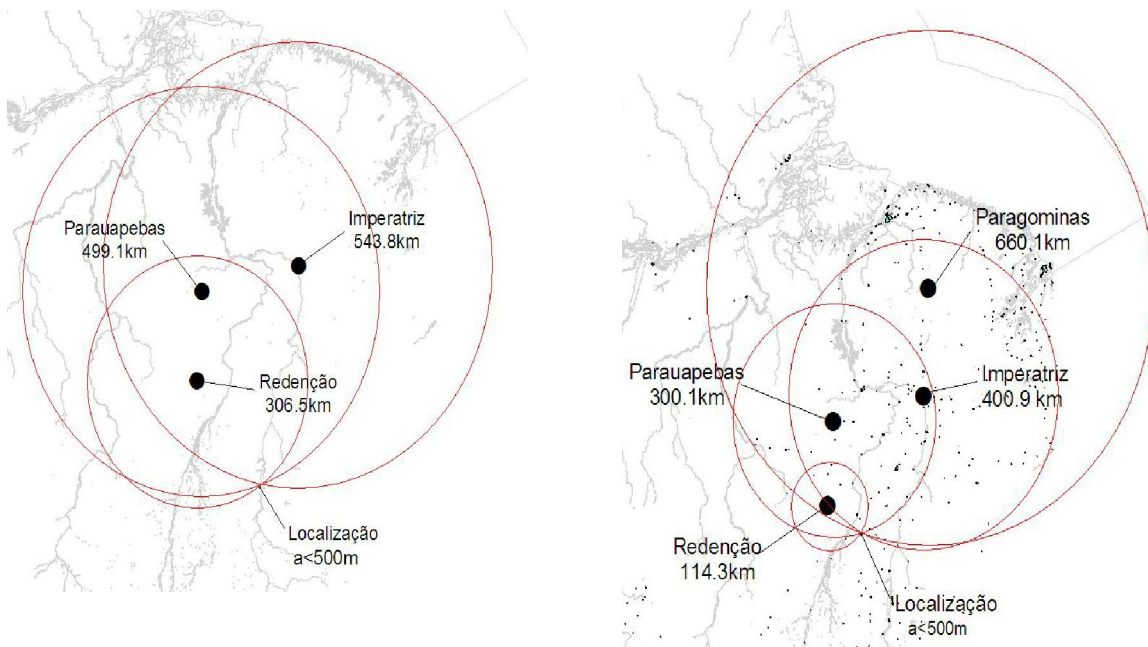 Parauapebas
499.1km
Imperatriz
543.8km
Redenção
306.5km
Localização
a<500m
Paragominas
660.1km
Parauapebas
300.1km
Imperatriz
400.9 km
Redenção
114.3km
Localização
a<500m